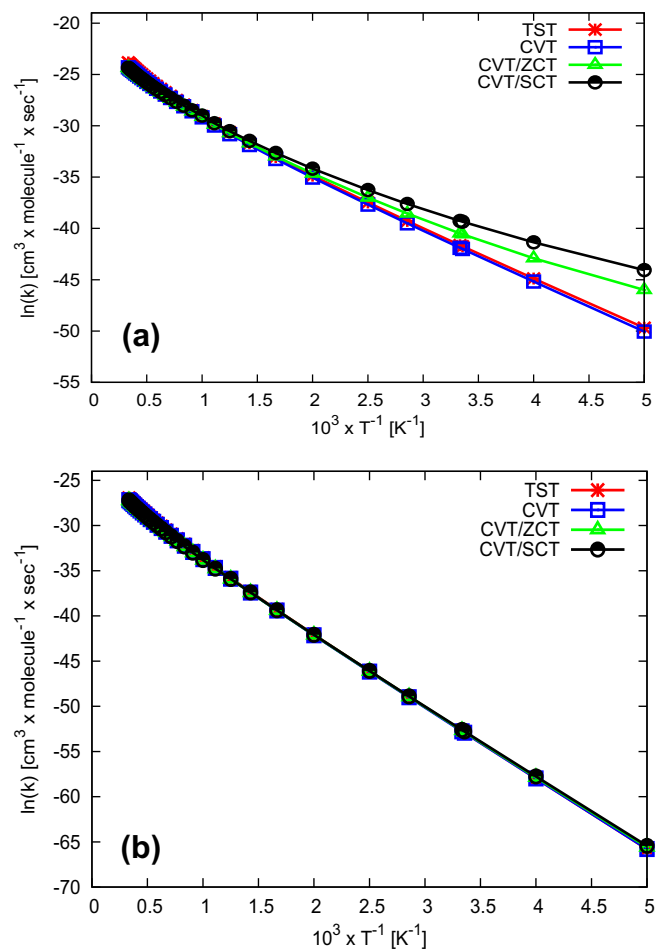 -20
-25
-30
-35
-40
-45
-50
-55
ln(k) [cm³ x molecule⁻¹ x sec⁻¹]
TST
CVT
CVT/ZCT
CVT/SCT
(a)
0 0.5 1 1.5 2 2.5 3 3.5 4 4.5 5
10³ x T⁻¹ [K⁻¹]
-25
-30
-35
-40
-45
-50
-55
-60
-65
-70
ln(k) [cm³ x molecule⁻¹ x sec⁻¹]
TST
CVT
CVT/ZCT
CVT/SCT
(b)
0 0.5 1 1.5 2 2.5 3 3.5 4 4.5 5
10³ x T⁻¹ [K⁻¹]